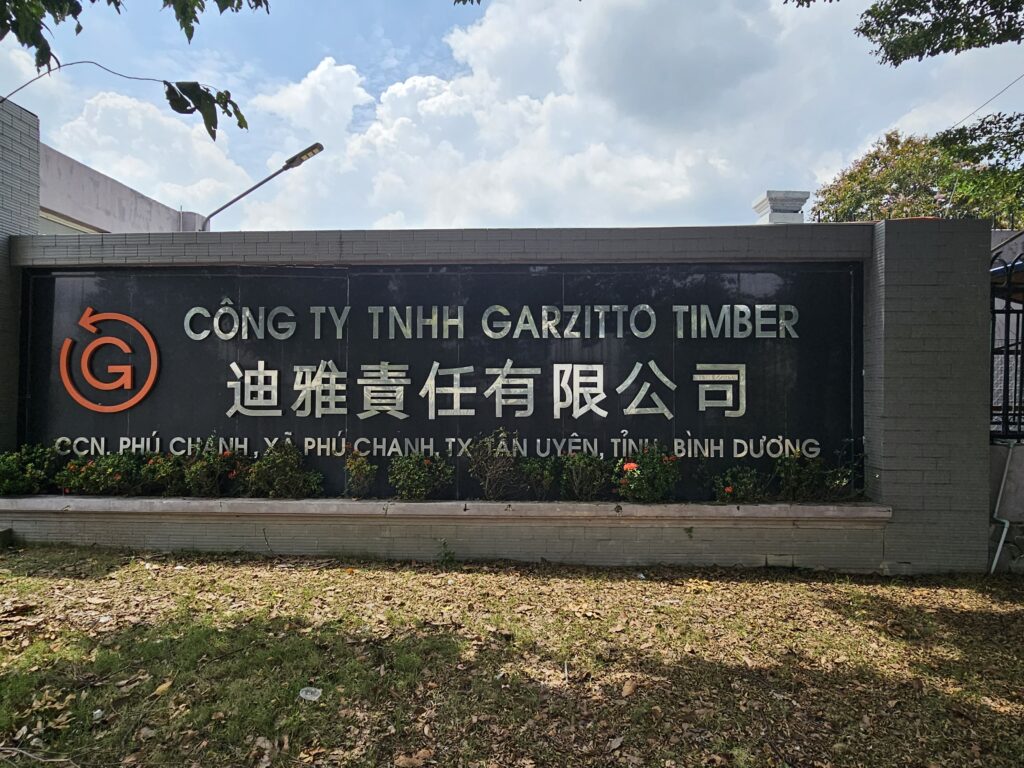 G
CÔNG TY TNHH GARZITTO TIMBER
迪雅責任有限公司
CCN. PHÚ CHÁNH, XÃ PHÚ CHÁNH, TX. TÂN UYÊN, TỈNH BÌNH DƯƠNG